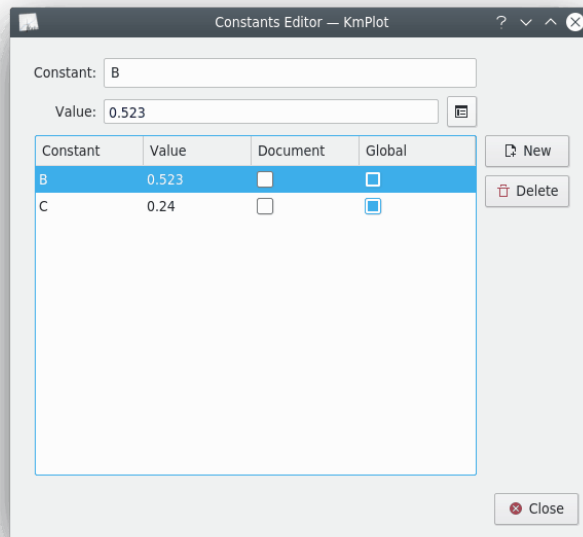 Constants Editor — KmPlot
Constant: B
Value: 0.523
Constant Value Document Global
B 0.523
C 0.24
New
Delete
Close